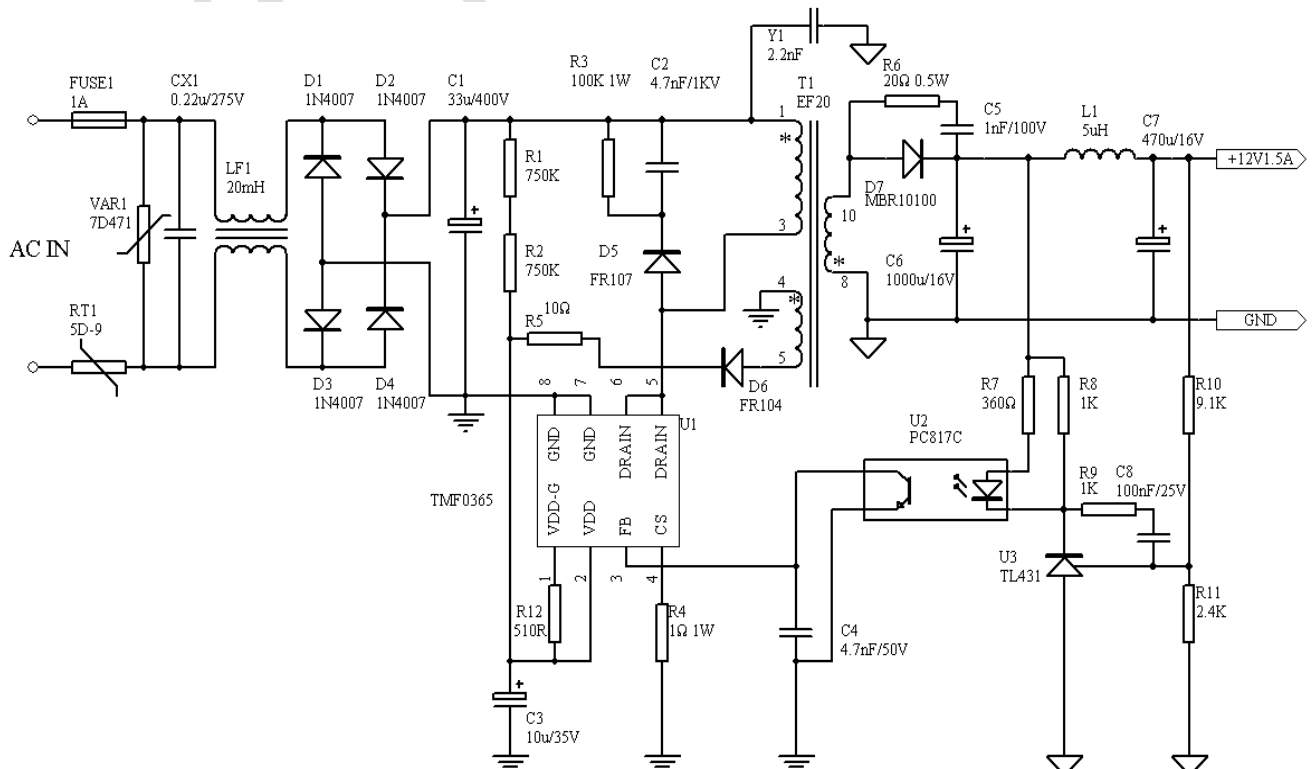 FUSE1
1A
CX1
0.22u/275V
D1
1N4007
D2
1N4007
C1
33u/400V
R3
100K 1W
C2
4.7nF/1KV
Y1
2.2nF
T1
EF20
R6
20Ω 0.5W
C5
1nF/100V
L1
5uH
C7
470u/16V
+12V1.5A
1
*
3
4
*
5
10
*
8
D7
MBR10100
C6
1000u/16V
GND
LF1
20mH
VAR1
7D471
AC IN
RT1
5D-9
R1
750K
R2
750K
D5
FR107
R5
10Ω
D6
FR104
D3
1N4007
D4
1N4007
8
7
6
5
U1
GND
GND
DRAIN
DRAIN
VDD-G
VDD
FB
CS
TMF0365
1
2
3
4
R12
510R
R4
1Ω 1W
C3
10u/35V
C4
4.7nF/50V
U2
PC817C
R7
360Ω
R8
1K
R9
1K
C8
100nF/25V
U3
TL431
R10
9.1K
R11
2.4K
+
+
+
+